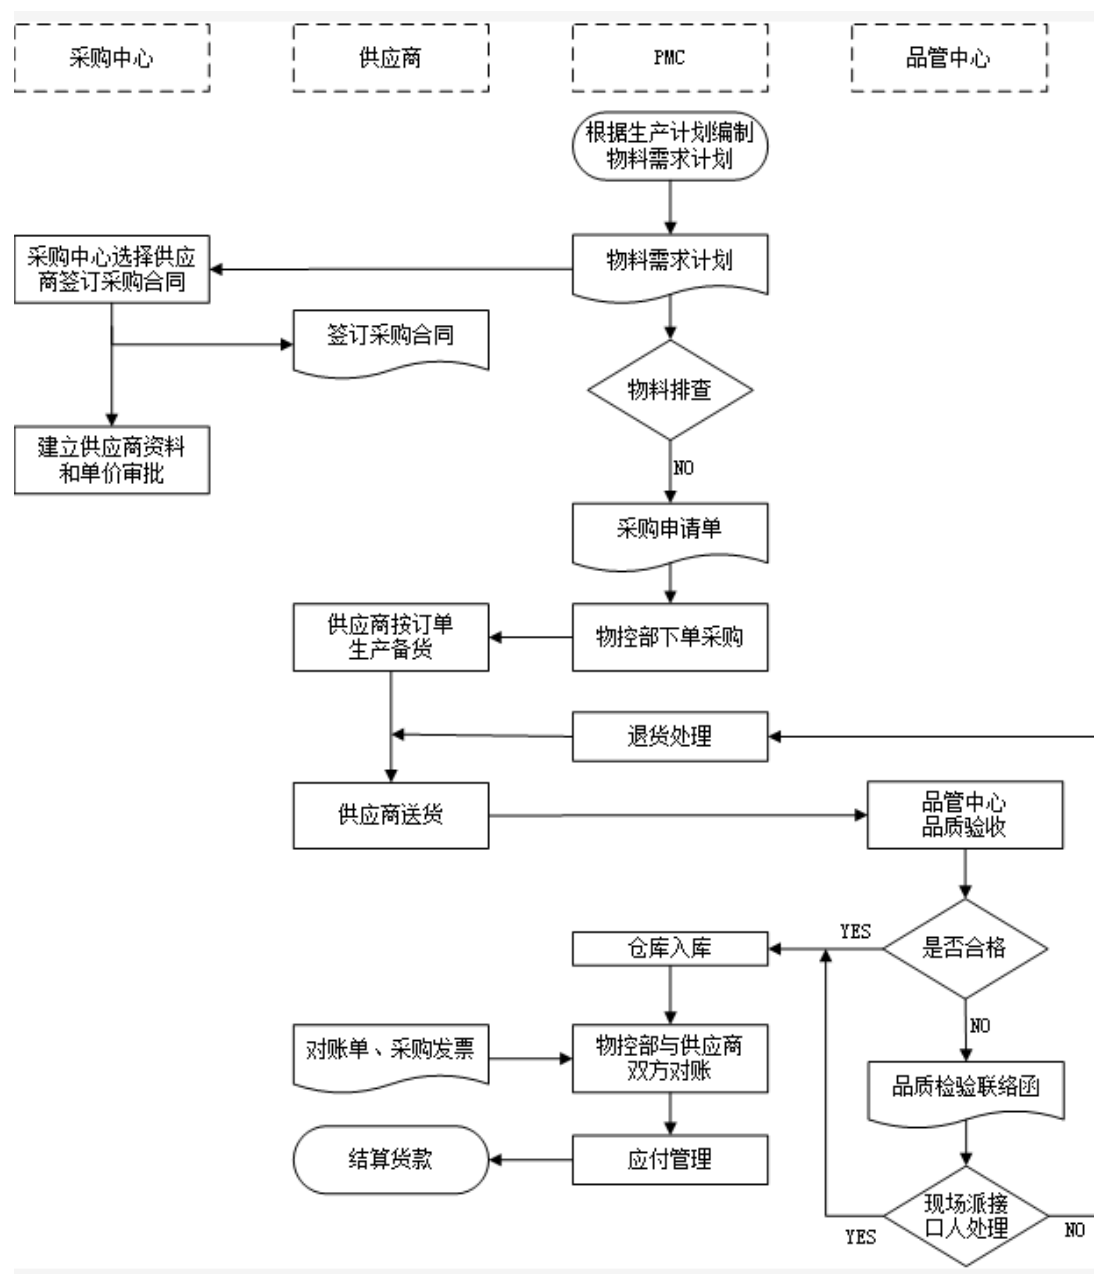 采购中心
供应商
PMC
品管中心
根据生产计划编制
物料需求计划
采购中心选择供应
商签订采购合同
物料需求计划
签订采购合同
物料排查
建立供应商资料
和单价审批
NO
采购申请单
供应商按订单
生产备货
物控部下单采购
退货处理
供应商送货
品管中心
品质验收
YES
仓库入库
是否合格
NO
对账单、采购发票
物控部与供应商
双方对账
品质检验联络函
结算货款
应付管理
现场派接
口人处理
YES
NO